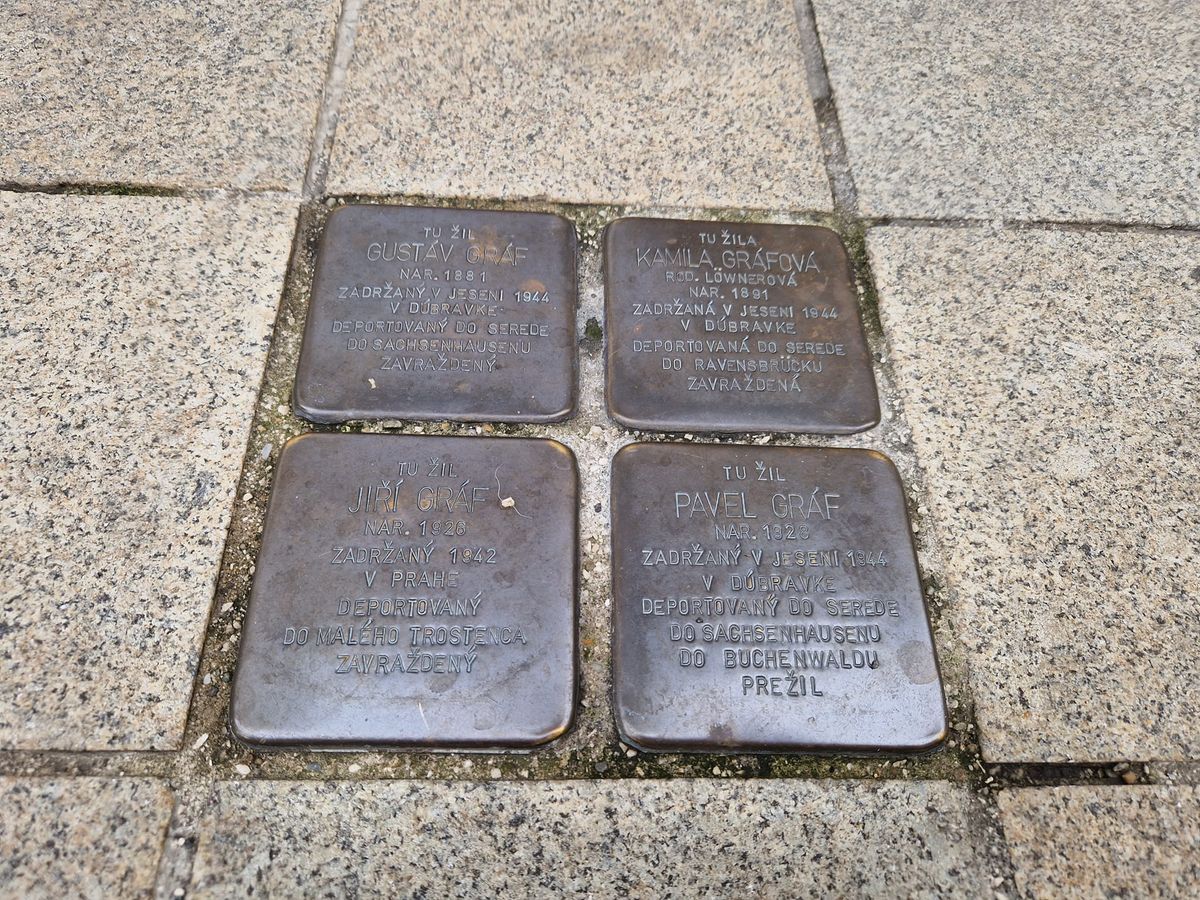 TU ŽIL
GUSTÁV GRÁF
NAR. 1881
ZADRŽANÝ V JESENI 1944
V DÚBRAVKE
DEPORTOVANÝ DO SEREDE
DO SACHSENHAUSENU
ZAVRAŽDENÝ
TU ŽILA
KAMILA GRÁFOVÁ
ROD. LÖWNEROVÁ
NAR. 1891
ZADRŽANÁ V JESENI 1944
V DÚBRAVKE
DEPORTOVANÁ DO SEREDE
DO RAVENSBRÜCKU
ZAVRAŽDENÁ
TU ŽIL
JIŘÍ GRÁF
NAR. 1926
ZADRŽANÝ 1942
V PRAHE
DEPORTOVANÝ
DO MALÉHO TROSTENCA
ZAVRAŽDENÝ
TU ŽIL
PAVEL GRÁF
NAR.
ZADRŽANÝ V JESENI 1944
V DÚBRAVKE
DEPORTOVANÝ DO SEREDE
DO SACHSENHAUSENU
DO BUCHENWALDU
PREŽIL